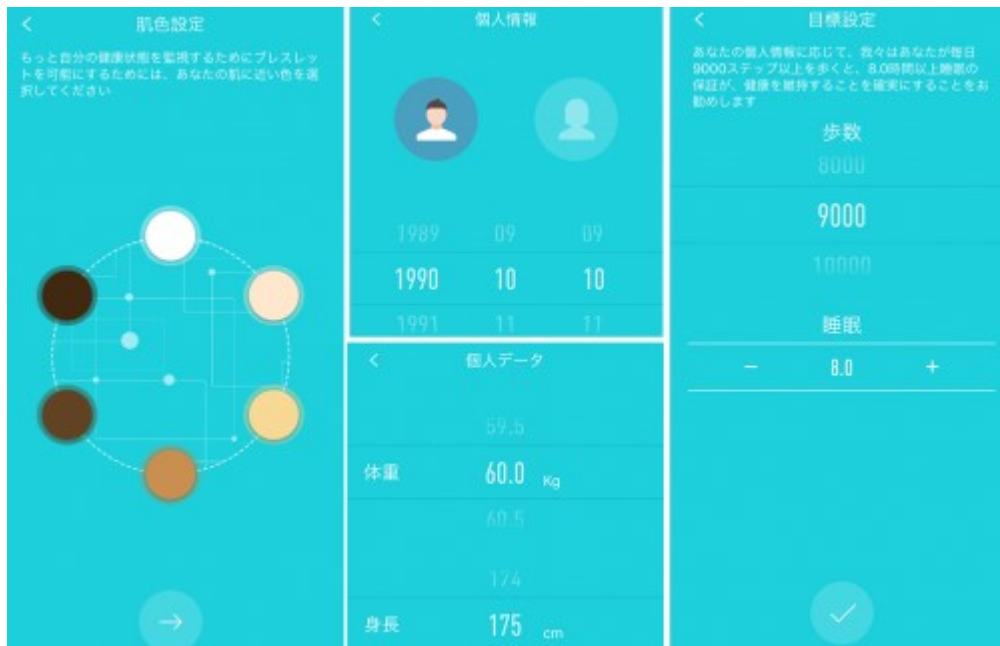 肌色設定
もっと自分の健康状態を監視するためにブレスレッ
トを可能にするためには、あなたの肌に近い色を選
択してください
個人情報
1989 09 09
1990 10 10
1991 11 11
個人データ
59.5
体重 60.0 Kg
60.5
174
身長 175 cm
目標設定
あなたの個人情報に応じて、我々はあなたが毎日
9000ステップ以上を歩くと、8.0時間以上睡眠の
保証が、健康を維持することを確実にすることをお
勧めします
歩数
8000
9000
10000
睡眠
− 8.0 +